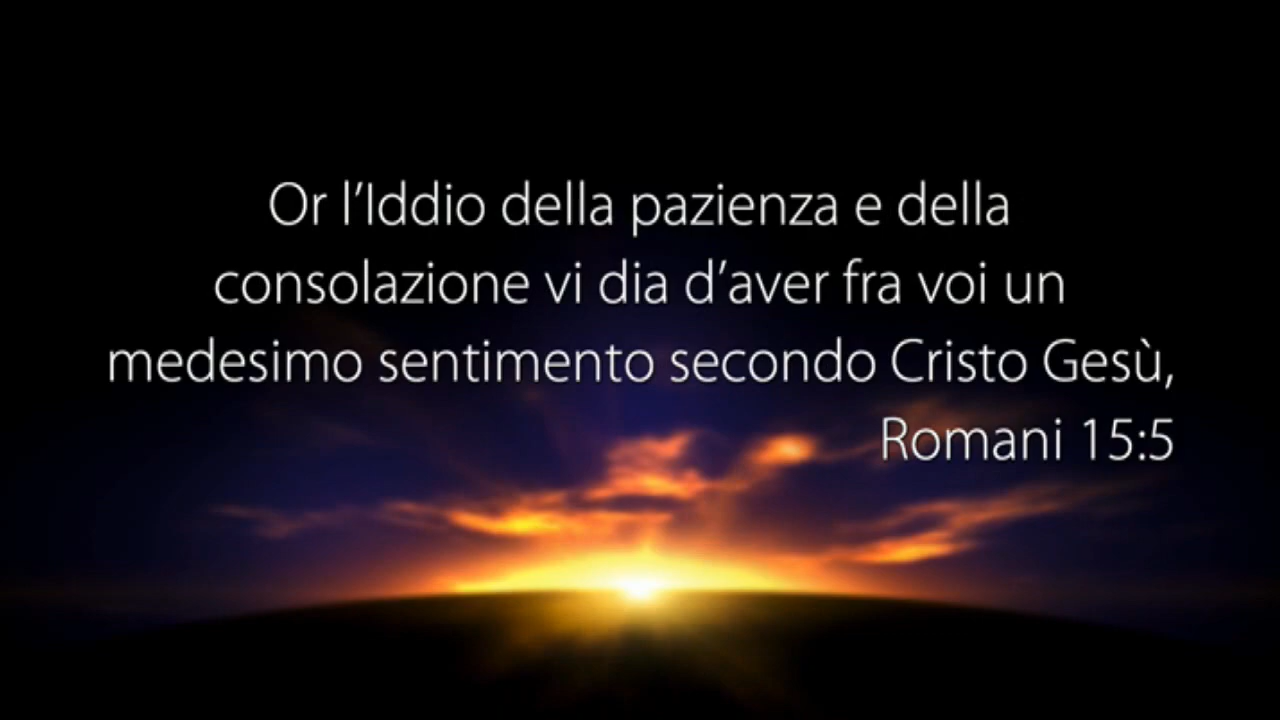 Or l’Iddio della pazienza e della
consolazione vi dia d’aver fra voi un
medesimo sentimento secondo Cristo Gesù,
Romani 15:5